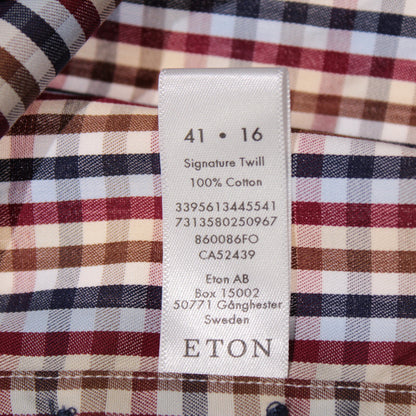 41 • 16
Signature Twill
100% Cotton
3395613445541
7313580250967
860086FO
CA52439
Eton AB
Box 15002
50771 Gånghester
Sweden
ETON